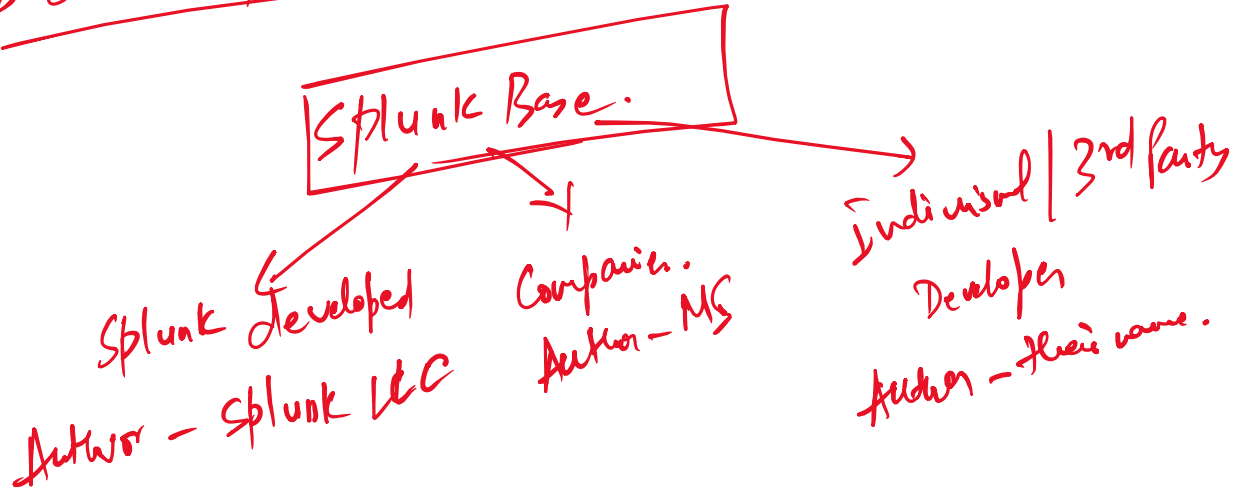 Splunk Base.
Splunk developed
Author - Splunk LLC
Companies.
Author - MS
Individual | 3rd Party
Developer
Author - their name.